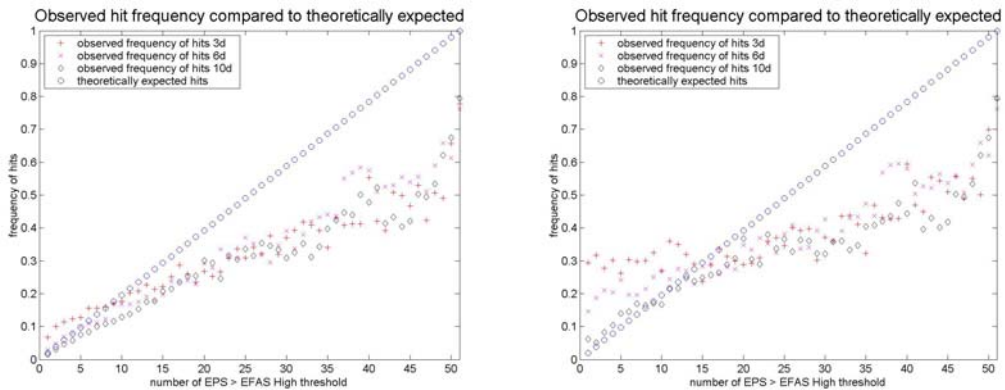 Observed hit frequency compared to theoretically expected
1
0.9
0.8
0.7
0.6
0.5
0.4
0.3
0.2
0.1
0
frequency of hits
observed frequency of hits 3d
observed frequency of hits 6d
observed frequency of hits 10d
theoretically expected hits
0 5 10 15 20 25 30 35 40 45 50
number of EPS > EFAS High threshold
Observed hit frequency compared to theoretically expected
1
0.9
0.8
0.7
0.6
0.5
0.4
0.3
0.2
0.1
0
frequency of hits
observed frequency of hits 3d
observed frequency of hits 6d
observed frequency of hits 10d
theoretically expected hits
0 5 10 15 20 25 30 35 40 45 50
number of EPS > EFAS High threshold